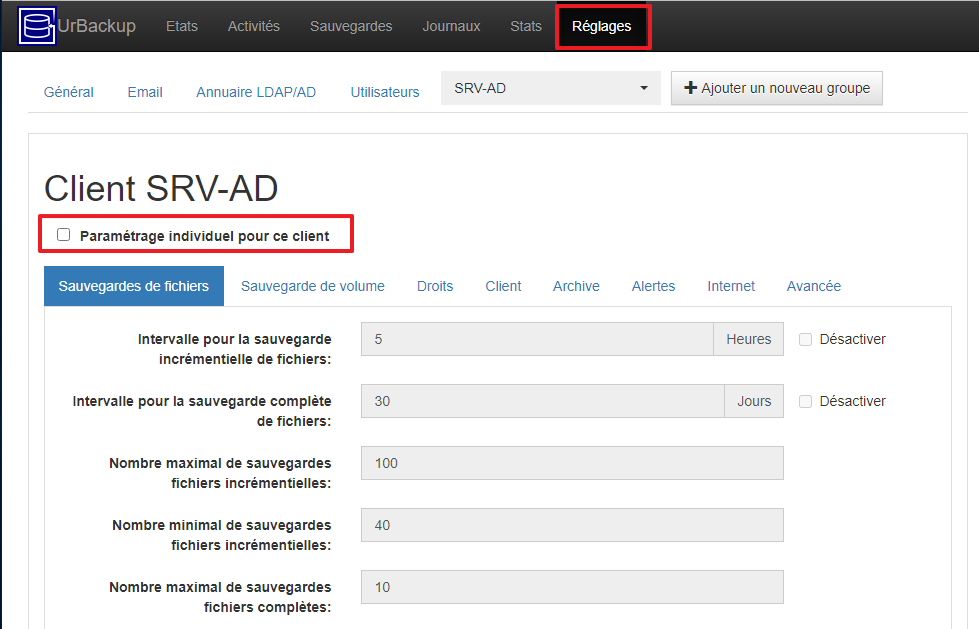 UrBackup Etats Activités Sauvegardes Journaux Stats Réglages
Général Email Annuaire LDAP/AD Utilisateurs SRV-AD Ajouter un nouveau groupe
Client SRV-AD
Paramétrage individuel pour ce client
Sauvegardes de fichiers Sauvegarde de volume Droits Client Archive Alertes Internet Avancée
Intervalle pour la sauvegarde
incrémentielle de fichiers:
5 Heures Désactiver
Intervalle pour la sauvegarde complète
de fichiers:
30 Jours Désactiver
Nombre maximal de sauvegardes
fichiers incrémentielles:
100
Nombre minimal de sauvegardes
fichiers incrémentielles:
40
Nombre maximal de sauvegardes
fichiers complètes:
10